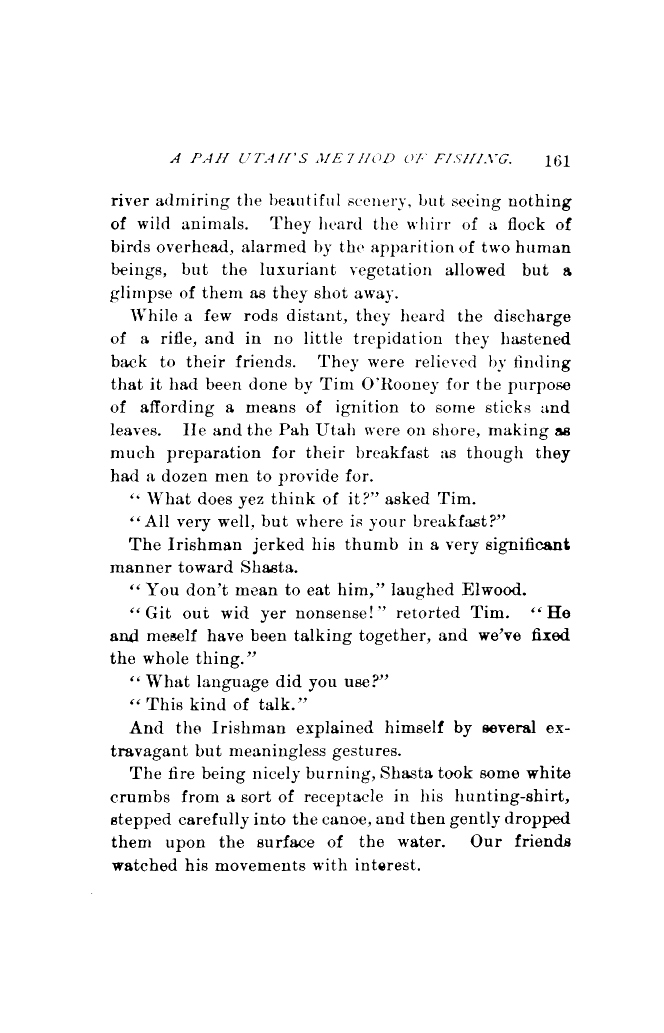 A PAH UTAH'S METHOD OF FISHING. 161
river admiring the beautiful scenery, but seeing nothing
of wild animals. They heard the whirr of a flock of
birds overhead, alarmed by the apparition of two human
beings, but the luxuriant vegetation allowed but a
glimpse of them as they shot away.
While a few rods distant, they heard the discharge
of a rifle, and in no little trepidation they hastened
back to their friends. They were relieved by finding
that it had been done by Tim O'Rooney for the purpose
of affording a means of ignition to some sticks and
leaves. He and the Pah Utah were on shore, making as
much preparation for their breakfast as though they
had a dozen men to provide for.
“What does yez think of it?” asked Tim.
“All very well, but where is your breakfast?”
The Irishman jerked his thumb in a very significant
manner toward Shasta.
“You don't mean to eat him,” laughed Elwood.
“Git out wid yer nonsense!” retorted Tim. “He
and meself have been talking together, and we've fixed
the whole thing.”
“What language did you use?”
“This kind of talk.”
And the Irishman explained himself by several ex-
travagant but meaningless gestures.
The fire being nicely burning, Shasta took some white
crumbs from a sort of receptacle in his hunting-shirt,
stepped carefully into the canoe, and then gently dropped
them upon the surface of the water. Our friends
watched his movements with interest.